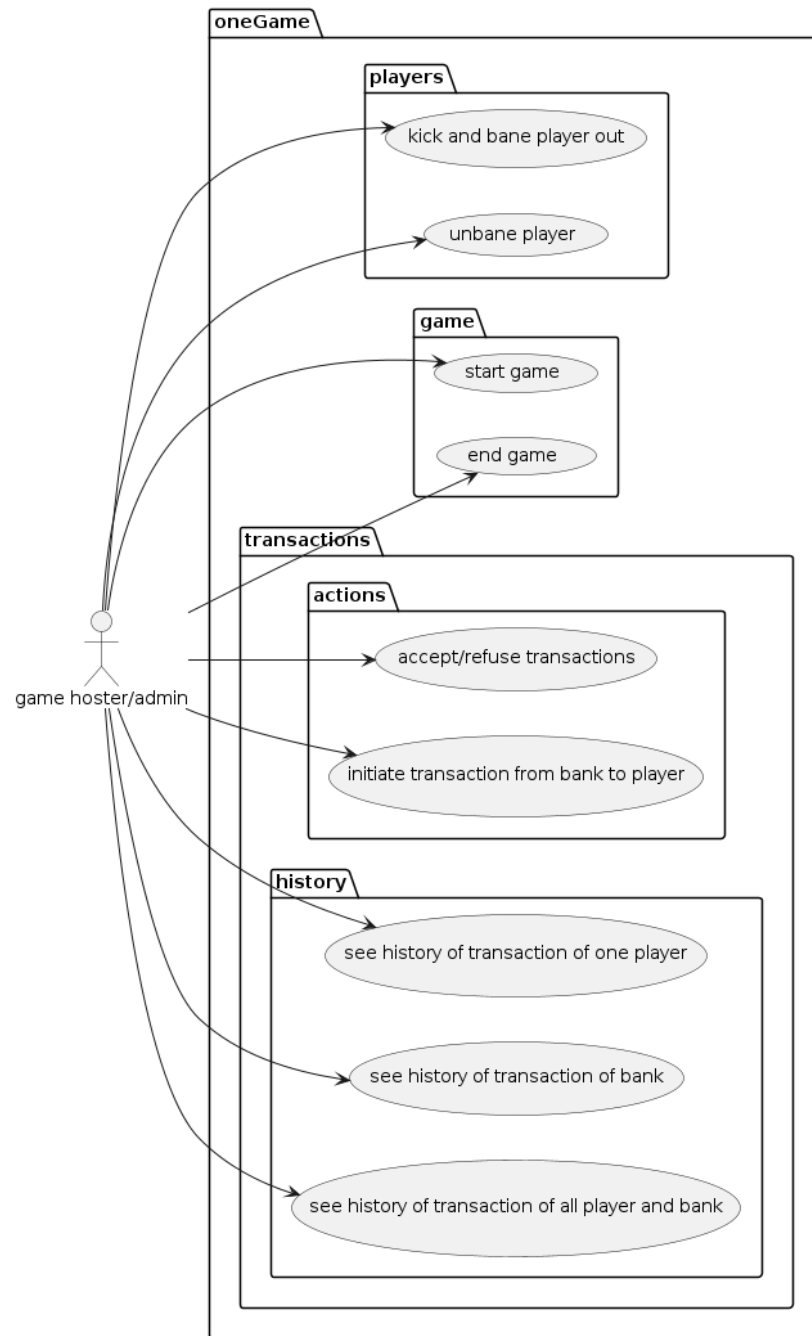 oneGame
players
kick and bane player out
unbane player
game
start game
end game
transactions
actions
accept/refuse transactions
game hoster/admin
initiate transaction from bank to player
history
see history of transaction of one player
see history of transaction of bank
see history of transaction of all player and bank